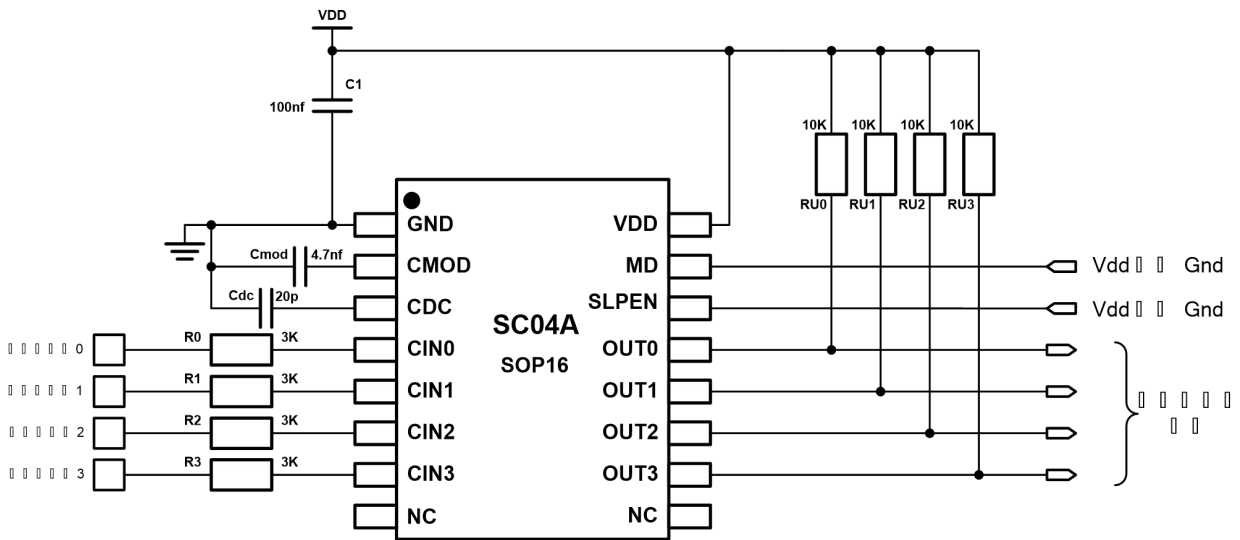 VDD
C1
100nf
10K 10K 10K 10K
RU0 RU1 RU2 RU3
GND VDD
Cmod 4.7nf CMOD MD Vdd Gnd
Cdc 20p CDC SLPEN Vdd Gnd
SC04A
SOP16
0 R0 3K CIN0 OUT0
1 R1 3K CIN1 OUT1
2 R2 3K CIN2 OUT2
3 R3 3K CIN3 OUT3
NC NC